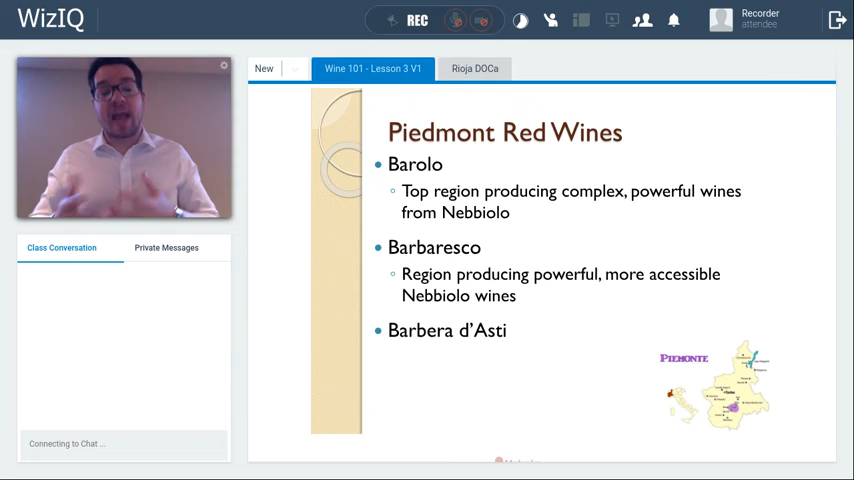 WizIQ
REC
Recorder
attendee
New
Wine 101 - Lesson 3 V1
Rioja DOCa
Piedmont Red Wines
Barolo
Top region producing complex, powerful wines
from Nebbiolo
Barbaresco
Region producing powerful, more accessible
Nebbiolo wines
Barbera d’Asti
PIEMONTE
Class Conversation
Private Messages
Connecting to Chat ...